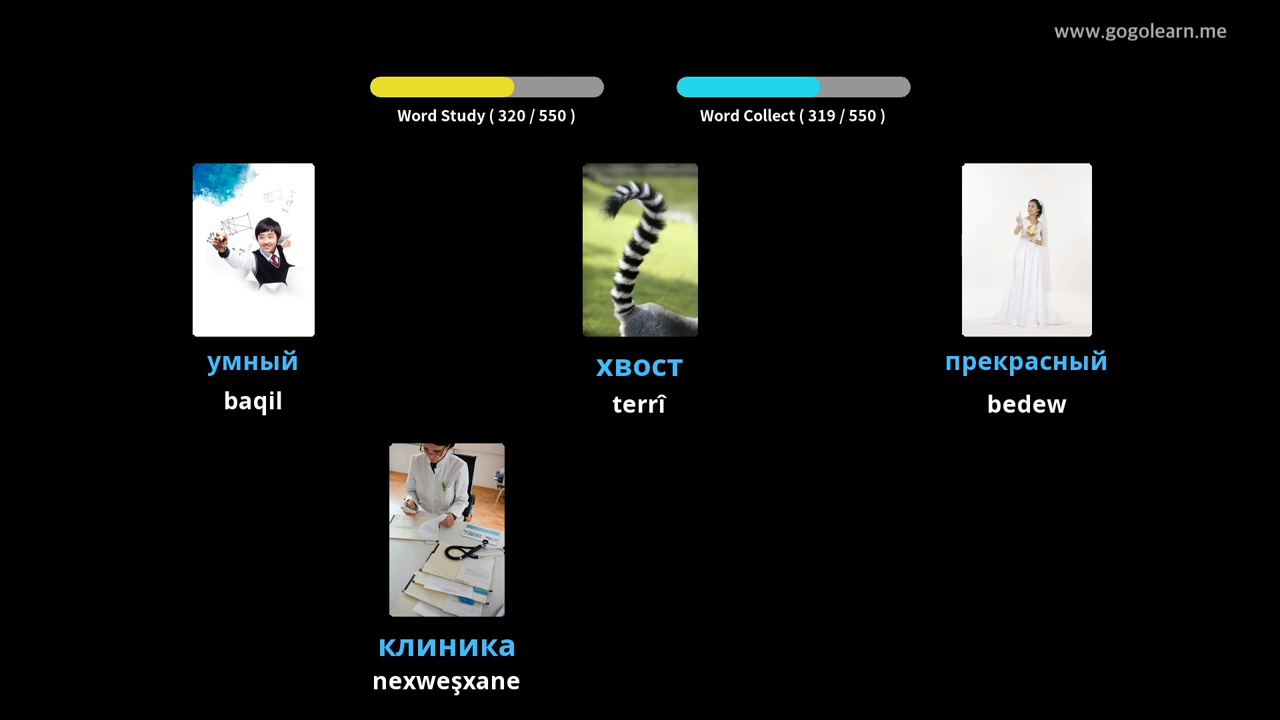 www.gogolearn.me
Word Study ( 320 / 550 )
Word Collect ( 319 / 550 )
умный
baqil
хвост
terrî
прекрасный
bedew
клиника
nexweşxane